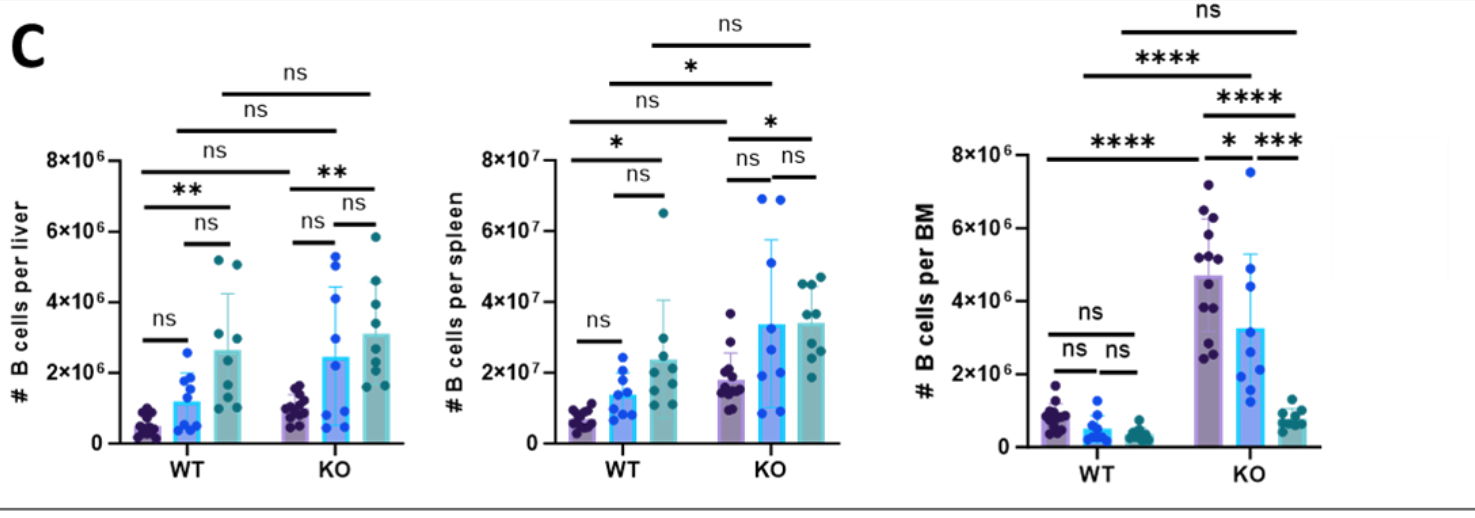 C
ns
ns
ns
**
**
ns
ns
ns
ns
8×10⁶
6×10⁶
4×10⁶
2×10⁶
0
# B cells per liver
WT
KO
ns
*
ns
*
*
ns
ns
ns
ns
8×10⁷
6×10⁷
4×10⁷
2×10⁷
0
# B cells per spleen
WT
KO
ns
****
****
****
*
***
ns
ns
ns
8×10⁶
6×10⁶
4×10⁶
2×10⁶
0
# B cells per BM
WT
KO